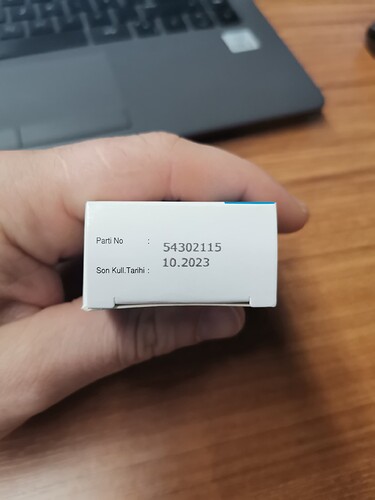 Parti No : 54302115
Son Kull.Tarihi : 10.2023